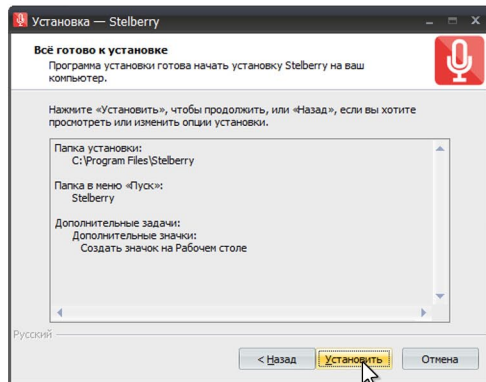 Установка — Stelberry
Всё готово к установке
Программа установки готова начать установку Stelberry на ваш
компьютер.
Нажмите «Установить», чтобы продолжить, или «Назад», если вы хотите
просмотреть или изменить опции установки.
Папка установки:
C:\Program Files\Stelberry
Папка в меню «Пуск»:
Stelberry
Дополнительные задачи:
Дополнительные значки:
Создать значок на Рабочем столе
Русский
< Назад Установить Отмена